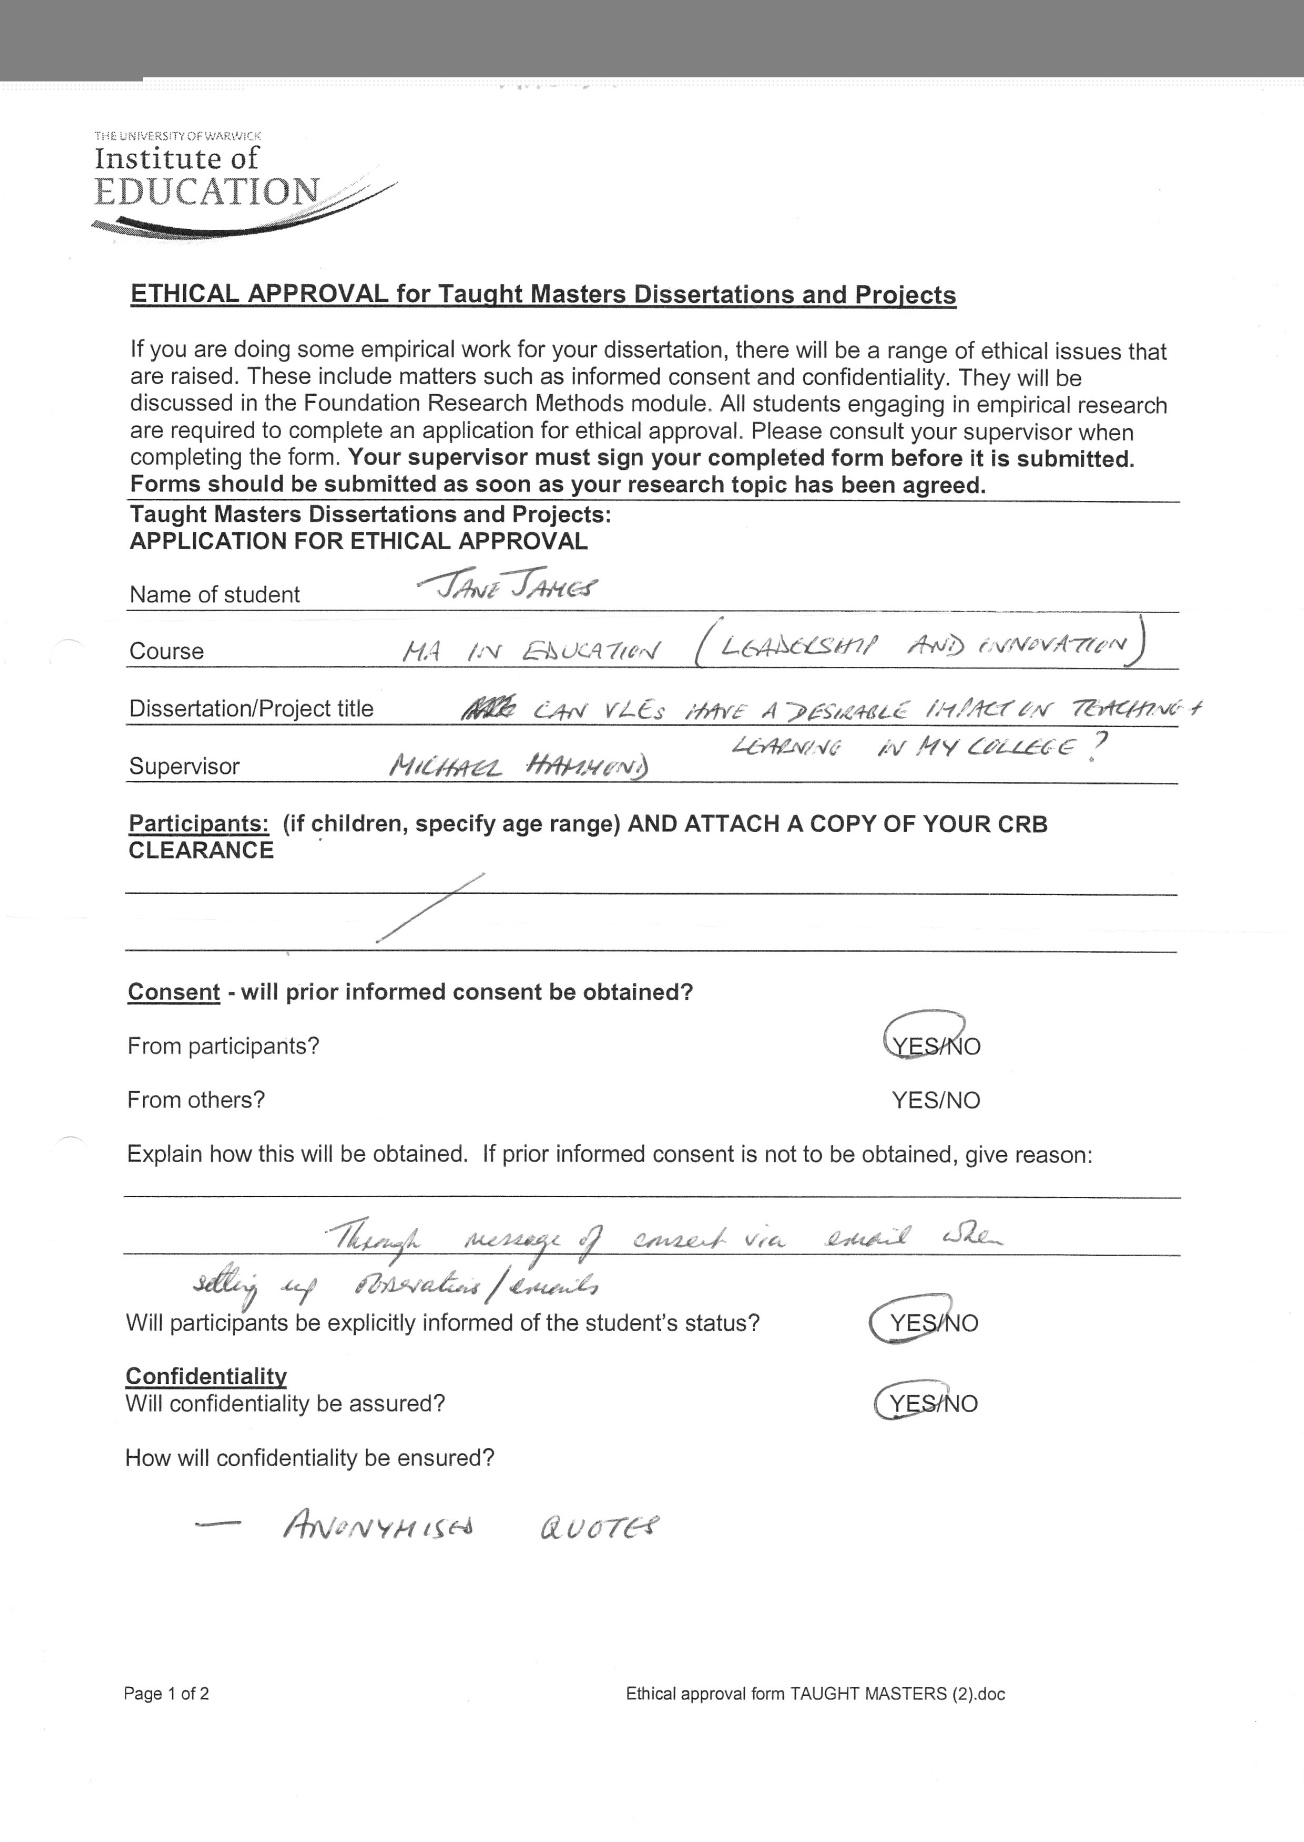 THE UNIVERSITY OF WARWICK
Institute of
EDUCATION
ETHICAL APPROVAL for Taught Masters Dissertations and Projects
If you are doing some empirical work for your dissertation, there will be a range of ethical issues that
are raised. These include matters such as informed consent and confidentiality. They will be
discussed in the Foundation Research Methods module. All students engaging in empirical research
are required to complete an application for ethical approval. Please consult your supervisor when
completing the form. Your supervisor must sign your completed form before it is submitted.
Forms should be submitted as soon as your research topic has been agreed.
Taught Masters Dissertations and Projects:
APPLICATION FOR ETHICAL APPROVAL
Name of student JANE JAMES
Course MA IN EDUCATION (LEADERSHIP AND INNOVATION)
Dissertation/Project title CAN VLEs HAVE A DESIRABLE IMPACT ON TEACHING +
LEARNING IN MY COLLEGE?
Supervisor MICHAEL HAMMOND
Participants: (if children, specify age range) AND ATTACH A COPY OF YOUR CRB
CLEARANCE
Consent - will prior informed consent be obtained?
From participants? YES/NO
From others? YES/NO
Explain how this will be obtained. If prior informed consent is not to be obtained, give reason:
Through message of consent via email when
setting up observations/emails
Will participants be explicitly informed of the student's status? YES/NO
Confidentiality
Will confidentiality be assured? YES/NO
How will confidentiality be ensured?
— ANONYMISED QUOTES
Page 1 of 2 Ethical approval form TAUGHT MASTERS (2).doc